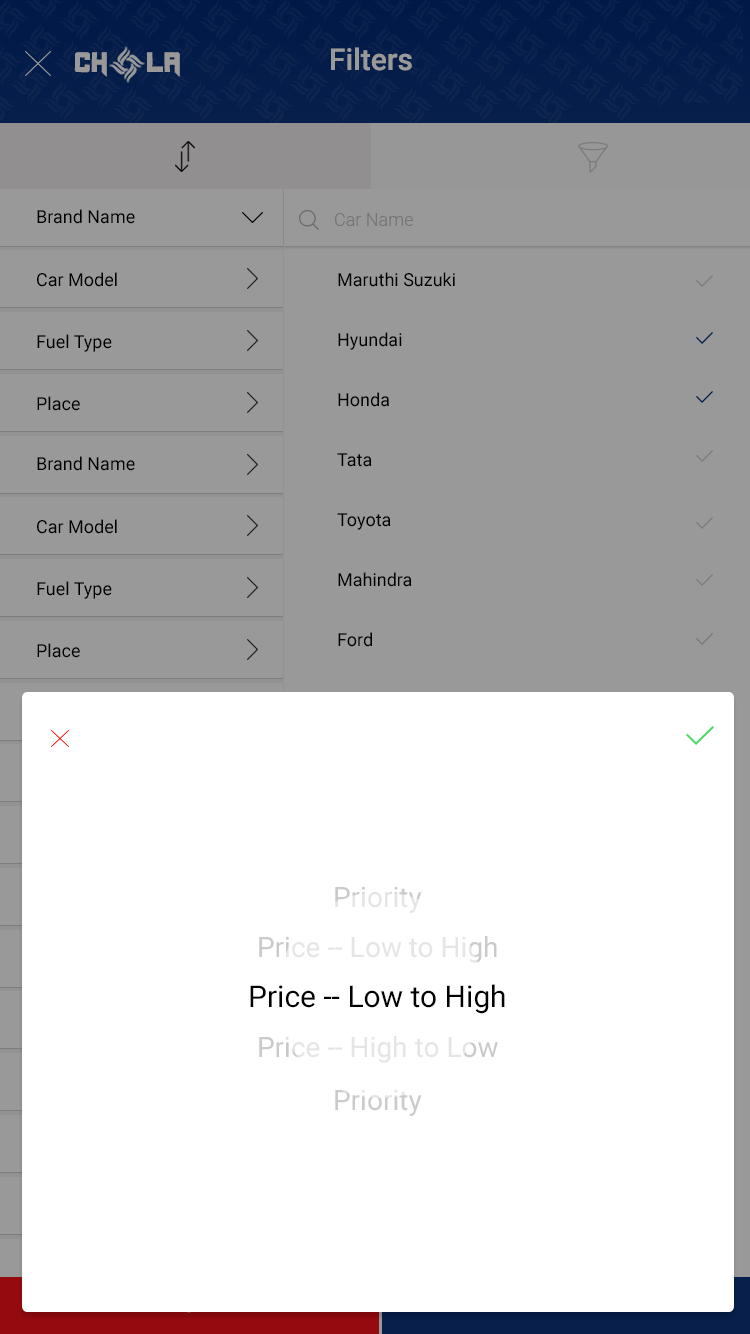 CHOLA
Filters
Brand Name
Car Name
Car Model
Maruthi Suzuki
Fuel Type
Hyundai
Place
Honda
Brand Name
Tata
Car Model
Toyota
Fuel Type
Mahindra
Place
Ford
Priority
Price -- Low to High
Price -- Low to High
Price -- High to Low
Priority